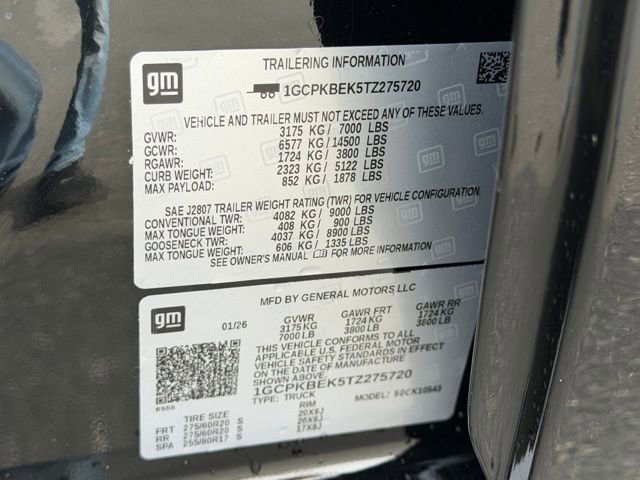 TRAILERING INFORMATION
gm
1GCPKBEK5TZ275720
VEHICLE AND TRAILER MUST NOT EXCEED ANY OF THESE VALUES.
GVWR: 3175 KG/ 7000 LBS
GCWR: 6577 KG/14500 LBS
RGAWR: 1724 KG/ 3800 LBS
CURB WEIGHT: 2323 KG/ 5122 LBS
MAX PAYLOAD: 852 KG/ 1878 LBS
SAE J2807 TRAILER WEIGHT RATING (TWR) FOR VEHICLE CONFIGURATION.
CONVENTIONAL TWR: 4082 KG/ 9000 LBS
MAX TONGUE WEIGHT: 408 KG/ 900 LBS
GOOSENECK TWR: 4037 KG/ 8900 LBS
MAX TONGUE WEIGHT: 606 KG/ 1335 LBS
SEE OWNER'S MANUAL FOR MORE INFORMATION
gm
MFD BY GENERAL MOTORS LLC
01/26
GVWR GAWR FRT GAWR RR
3175KG 1724 KG 1724 KG
7000 LB 3800 LB 3800 LB
THIS VEHICLE CONFORMS TO ALL
APPLICABLE U.S. FEDERAL MOTOR
VEHICLE SAFETY STANDARDS IN EFFECT
ON THE DATE OF MANUFACTURE
SHOWN ABOVE.
1GCPKBEK5TZ275720
TYPE: TRUCK MODEL: 50CK10543
TIRE SIZE RIM
FRT 275/60R20 S
RR 275/60R20 S
SPA 255/80R17 S 17X8J